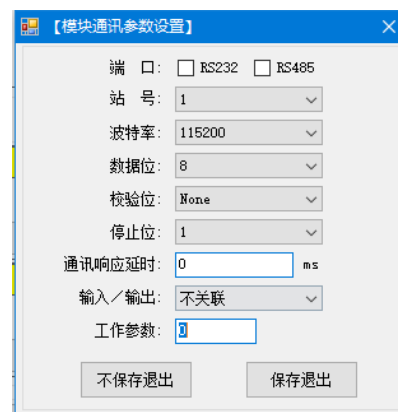 【模块通讯参数设置】
端 口: RS232 RS485
站 号: 1
波特率: 115200
数据位: 8
校验位: None
停止位: 1
通讯响应延时: 0 ms
输入／输出: 不关联
工作参数: 0
不保存退出 保存退出